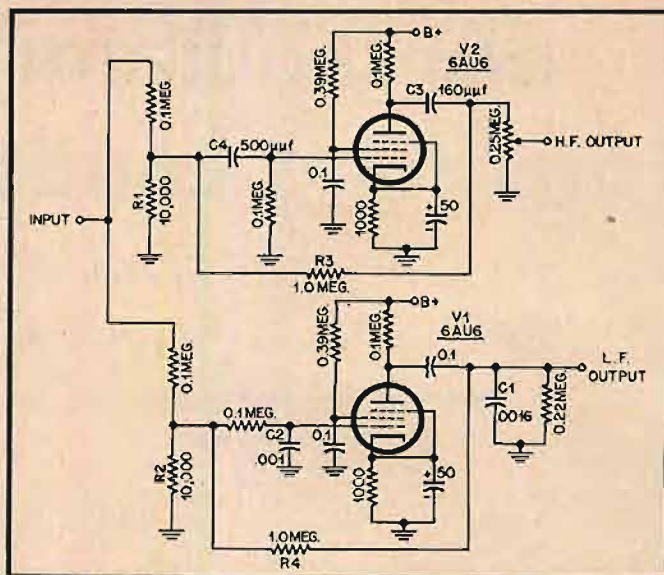 B+
V2
6AU6
0.39MEG.
0.1MEG.
C3
160μμf
0.1MEG.
C4
500μμf
0.25MEG.
H.F. OUTPUT
R1
10,000
0.1MEG.
0.1
1000
50
INPUT
R3
1.0 MEG.
B+
V1
6AU6
0.39MEG.
0.1MEG.
0.1
L.F.
OUTPUT
0.1MEG.
0.1MEG.
C2
.001
0.1
C1
.0016
0.22MEG.
R2
10,000
1000
50
1.0MEG.
R4